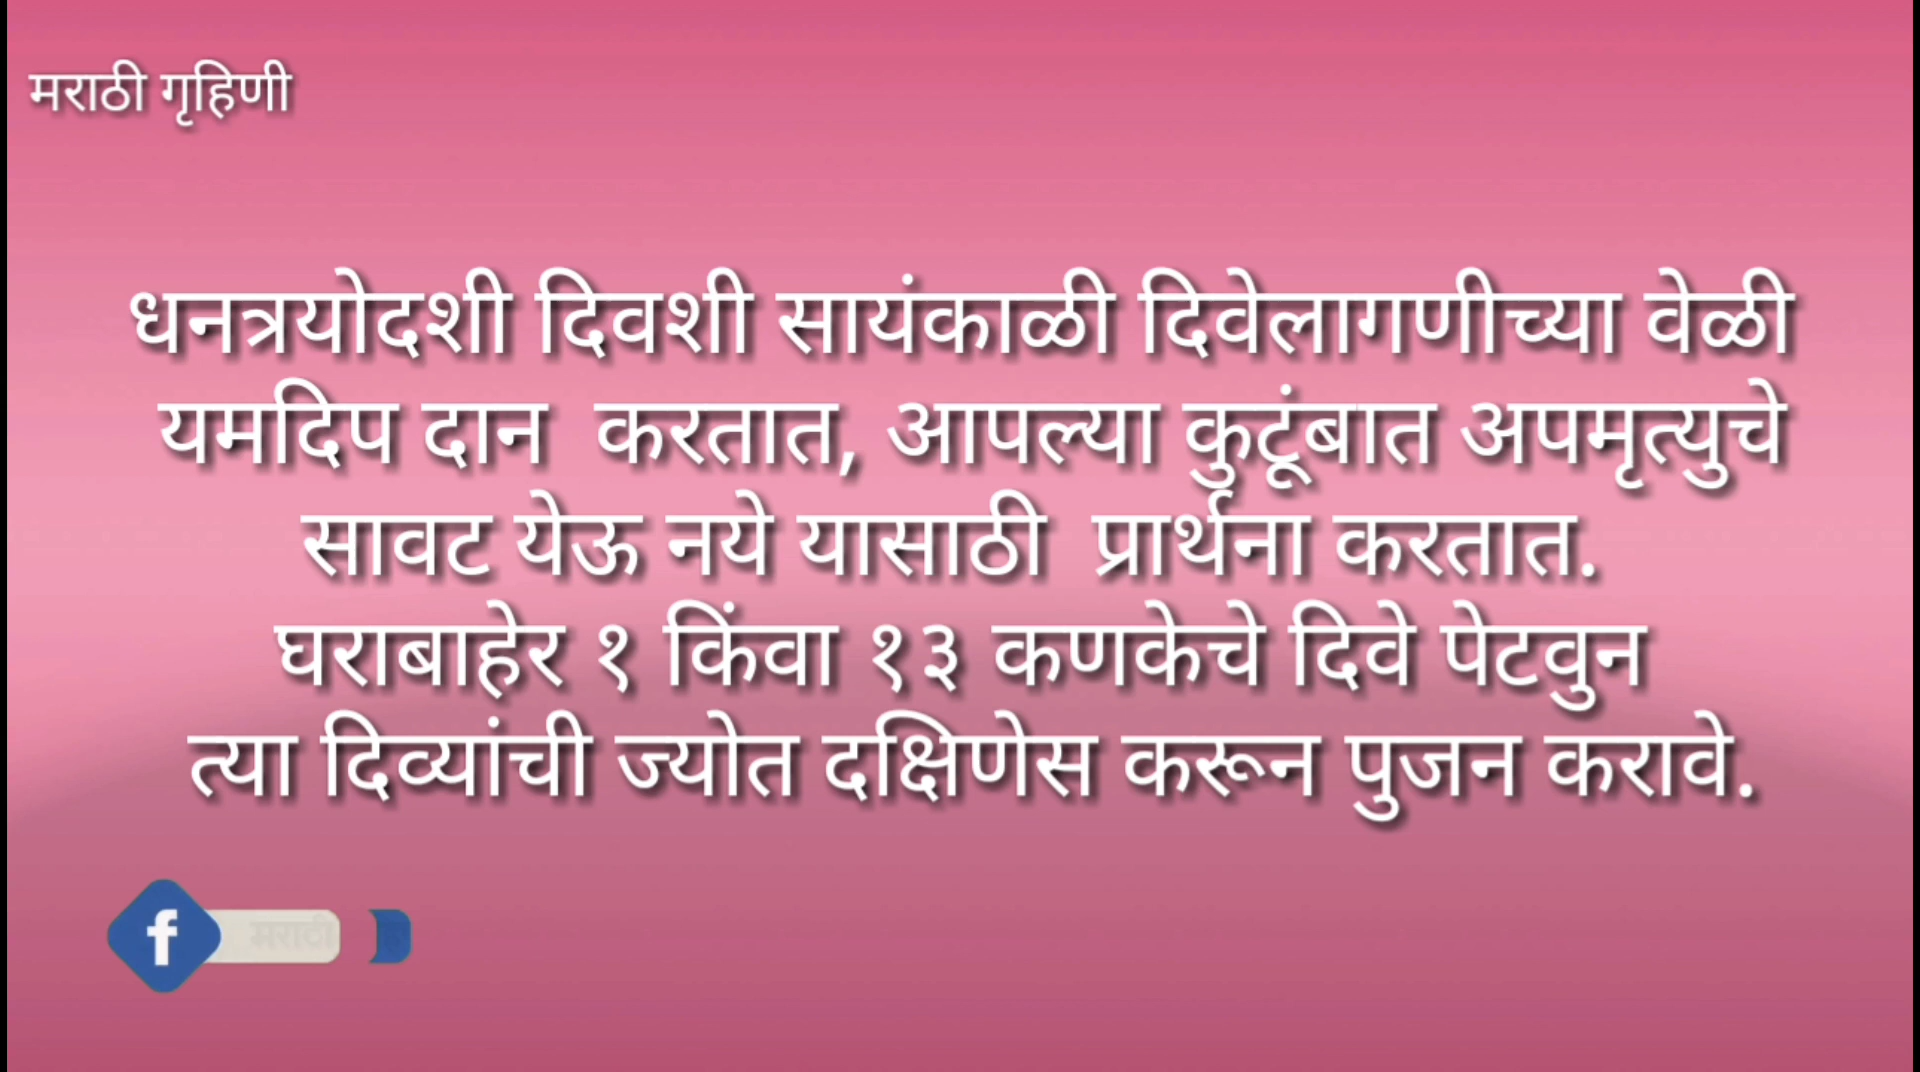 मराठी गृहिणी
धनत्रयोदशी दिवशी सायंकाळी दिवेलागणीच्या वेळी
यमदिप दान करतात, आपल्या कुटूंबात अपमृत्युचे
सावट येऊ नये यासाठी प्रार्थना करतात.
घराबाहेर १ किंवा १३ कणकेचे दिवे पेटवुन
त्या दिव्यांची ज्योत दक्षिणेस करून पुजन करावे.
f मराठी